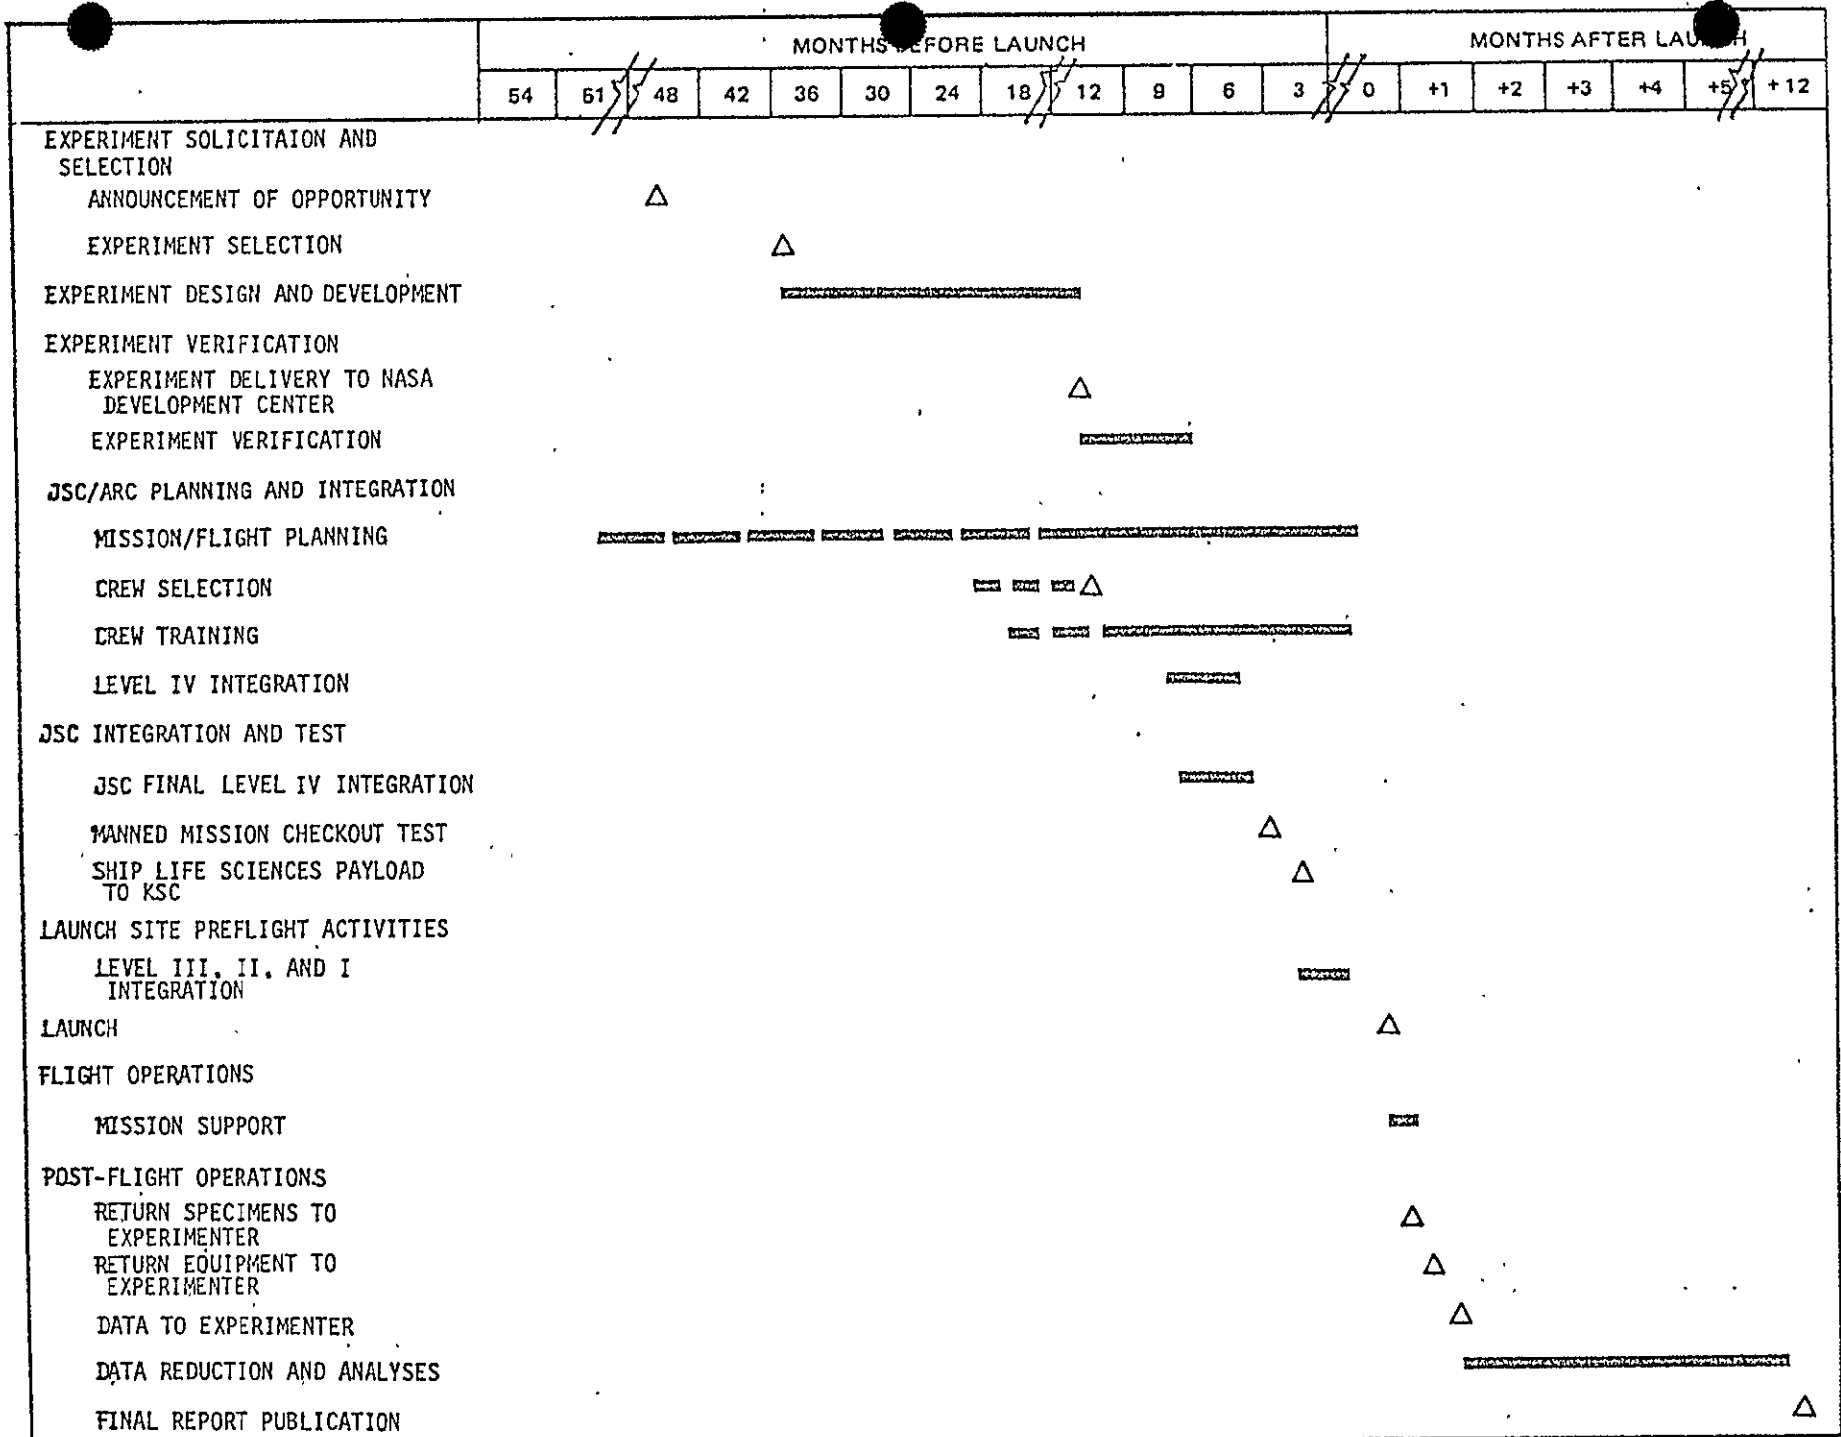 MONTHS BEFORE LAUNCH MONTHS AFTER LAUNCH
54 51 48 42 36 30 24 18 12 9 6 3 0 +1 +2 +3 +4 +5 +12
EXPERIMENT SOLICITAION AND
SELECTION
ANNOUNCEMENT OF OPPORTUNITY
EXPERIMENT SELECTION
EXPERIMENT DESIGN AND DEVELOPMENT
EXPERIMENT VERIFICATION
EXPERIMENT DELIVERY TO NASA
DEVELOPMENT CENTER
EXPERIMENT VERIFICATION
JSC/ARC PLANNING AND INTEGRATION
MISSION/FLIGHT PLANNING
CREW SELECTION
CREW TRAINING
LEVEL IV INTEGRATION
JSC INTEGRATION AND TEST
JSC FINAL LEVEL IV INTEGRATION
MANNED MISSION CHECKOUT TEST
SHIP LIFE SCIENCES PAYLOAD
TO KSC
LAUNCH SITE PREFLIGHT ACTIVITIES
LEVEL III, II, AND I
INTEGRATION
LAUNCH
FLIGHT OPERATIONS
MISSION SUPPORT
POST-FLIGHT OPERATIONS
RETURN SPECIMENS TO
EXPERIMENTER
RETURN EQUIPMENT TO
EXPERIMENTER
DATA TO EXPERIMENTER
DATA REDUCTION AND ANALYSES
FINAL REPORT PUBLICATION